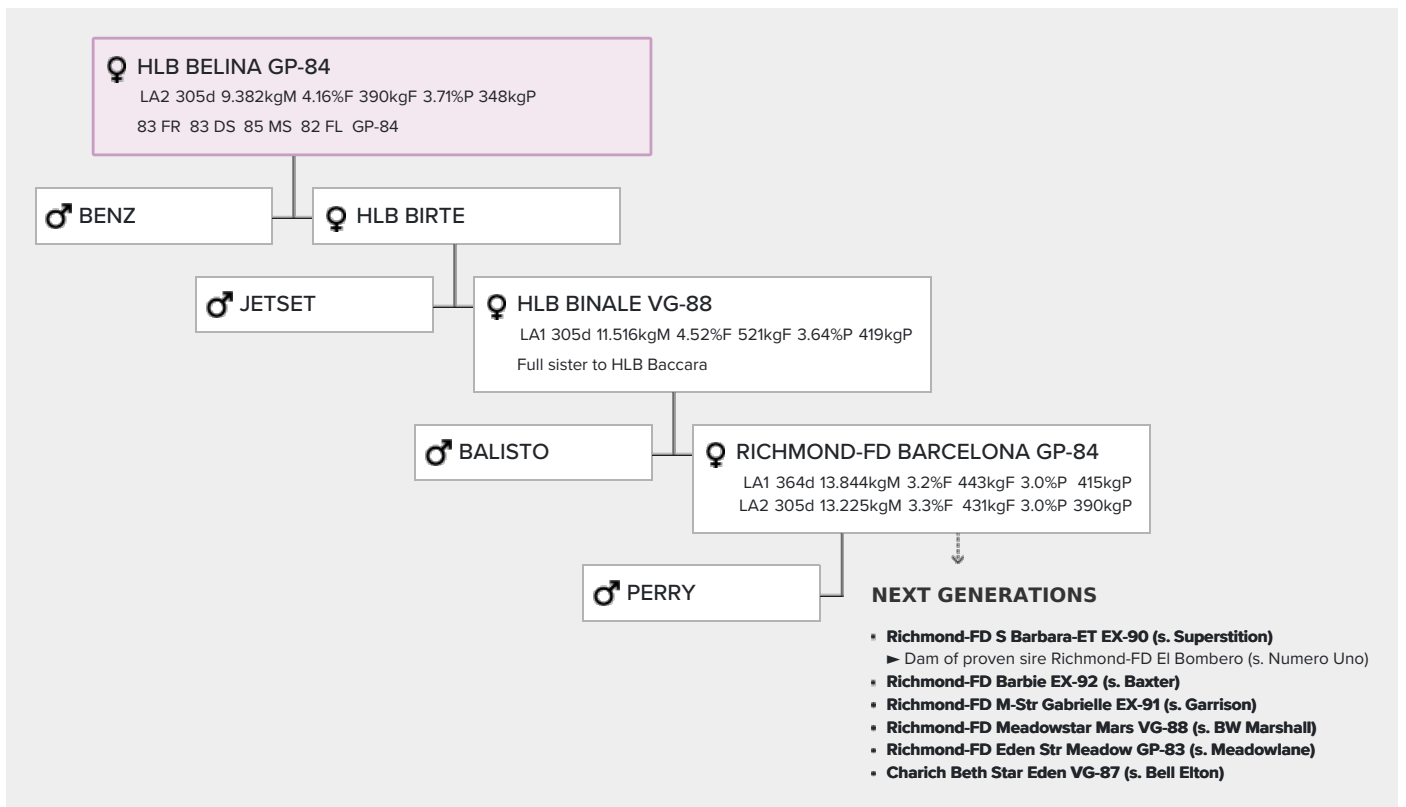 HLB BELINA GP-84
LA2 305d 9.382kgM 4.16%F 390kgF 3.71%P 348kgP
83 FR 83 DS 85 MS 82 FL GP-84
BENZ
HLB BIRTE
JETSET
HLB BINALE VG-88
LA1 305d 11.516kgM 4.52%F 521kgF 3.64%P 419kgP
Full sister to HLB Baccara
BALISTO
RICHMOND-FD BARCELONA GP-84
LA1 364d 13.844kgM 3.2%F 443kgF 3.0%P 415kgP
LA2 305d 13.225kgM 3.3%F 431kgF 3.0%P 390kgP
PERRY
NEXT GENERATIONS
▪ Richmond-FD S Barbara-ET EX-90 (s. Superstition)
► Dam of proven sire Richmond-FD El Bombero (s. Numero Uno)
▪ Richmond-FD Barbie EX-92 (s. Baxter)
▪ Richmond-FD M-Str Gabrielle EX-91 (s. Garrison)
▪ Richmond-FD Meadowstar Mars VG-88 (s. BW Marshall)
▪ Richmond-FD Eden Str Meadow GP-83 (s. Meadowlane)
▪ Charich Beth Star Eden VG-87 (s. Bell Elton)